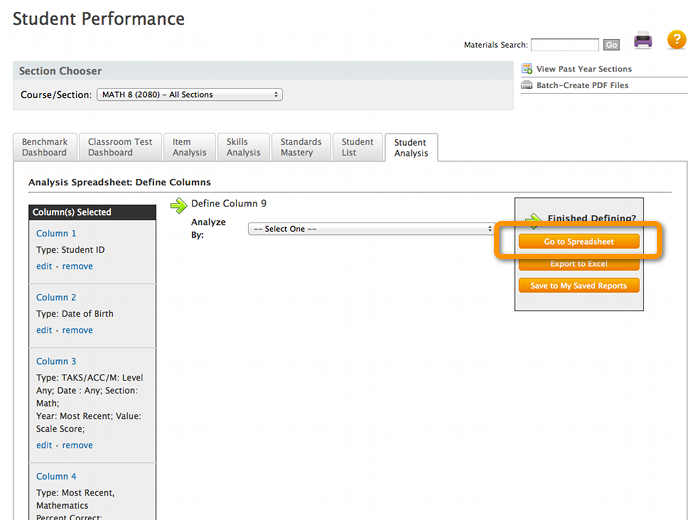 Student Performance
Materials Search:
Go
?
Section Chooser
Course/Section:
MATH 8 (2080) – All Sections
View Past Year Sections
Batch-Create PDF Files
Benchmark
Dashboard
Classroom Test
Dashboard
Item
Analysis
Skills
Analysis
Standards
Mastery
Student
List
Student
Analysis
Analysis Spreadsheet: Define Columns
Column(s) Selected
Column 1
Type: Student ID
edit · remove
Column 2
Type: Date of Birth
edit · remove
Column 3
Type: TAKS/ACC/M: Level
Any; Date : Any; Section:
Math;
Year: Most Recent; Value:
Scale Score;
edit · remove
Column 4
Type: Most Recent,
Mathematics
Percent Correct;
Define Column 9
Analyze
By:
-- Select One --
Finished Defining?
Go to Spreadsheet
Export to Excel
Save to My Saved Reports